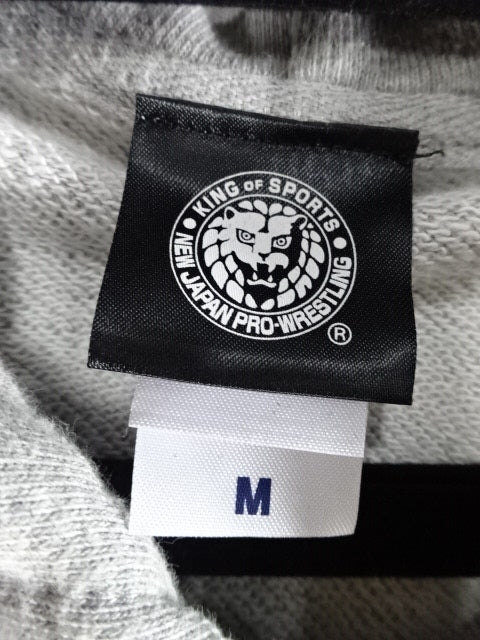 KING OF SPORTS
NEW JAPAN PRO-WRESTLING
®
M